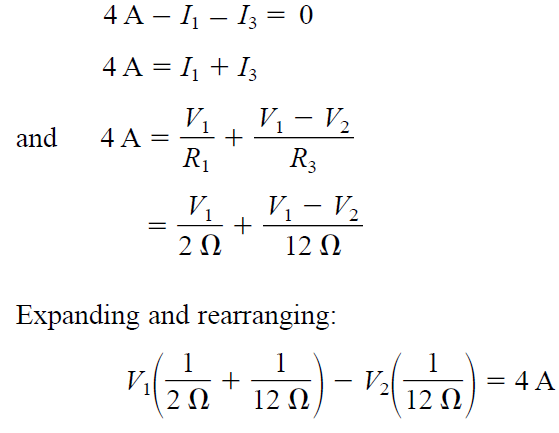 4 A – I₁ – I₃ = 0
4 A = I₁ + I₃
and 4 A = V₁/R₁ + (V₁ – V₂)/R₃
= V₁/2 Ω + (V₁ – V₂)/12 Ω
Expanding and rearranging:
V₁(1/2 Ω + 1/12 Ω) – V₂(1/12 Ω) = 4 A